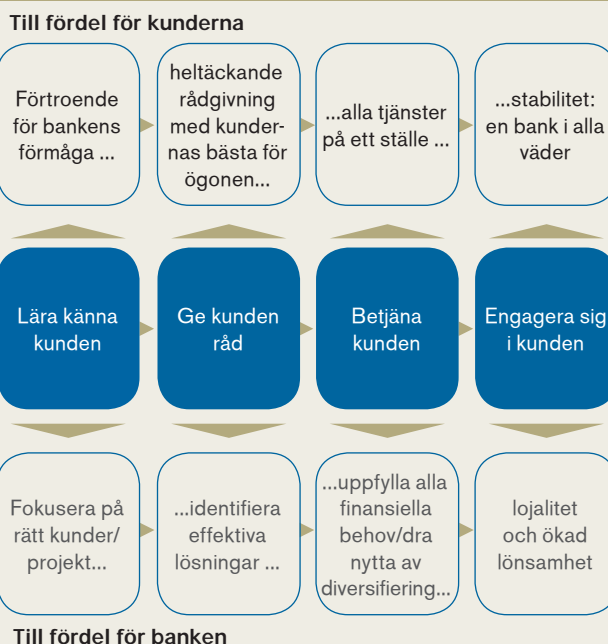 Till fördel för kunderna
Förtroende
för bankens
förmåga ...
heltäckande
rådgivning
med kunder-
nas bästa för
ögonen...
...alla tjänster
på ett ställe ...
...stabilitet:
en bank i alla
väder
Lära känna
kunden
Ge kunden
råd
Betjäna
kunden
Engagera sig
i kunden
Fokusera på
rätt kunder/
projekt...
...identifiera
effektiva
lösningar ...
...uppfylla alla
finansiella
behov/dra
nytta av
diversifiering...
lojalitet
och ökad
lönsamhet
Till fördel för banken